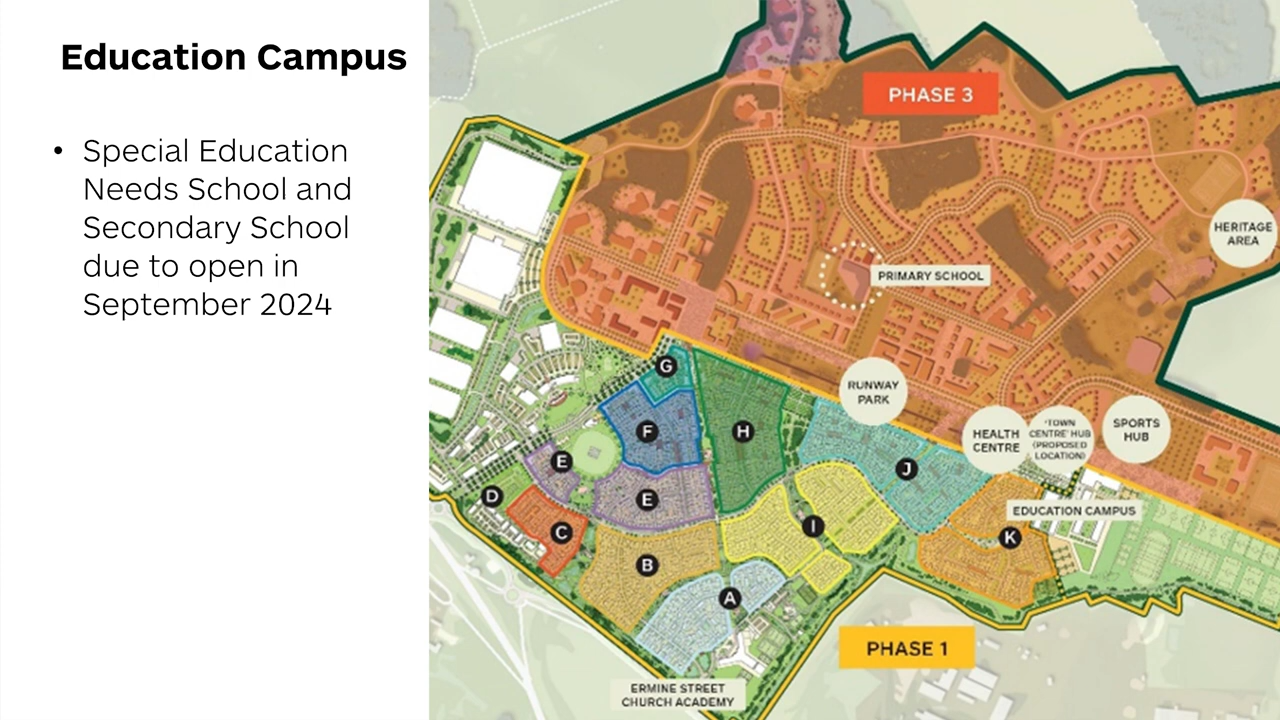 Education Campus
• Special Education
Needs School and
Secondary School
due to open in
September 2024
PHASE 3
HERITAGE
AREA
PRIMARY SCHOOL
G
RUNWAY
PARK
F
H
HEALTH
CENTRE
'TOWN
CENTRE' HUB
(PROPOSED
LOCATION)
SPORTS
HUB
E
J
D
E
EDUCATION CAMPUS
C
I
K
B
A
PHASE 1
ERMINE STREET
CHURCH ACADEMY